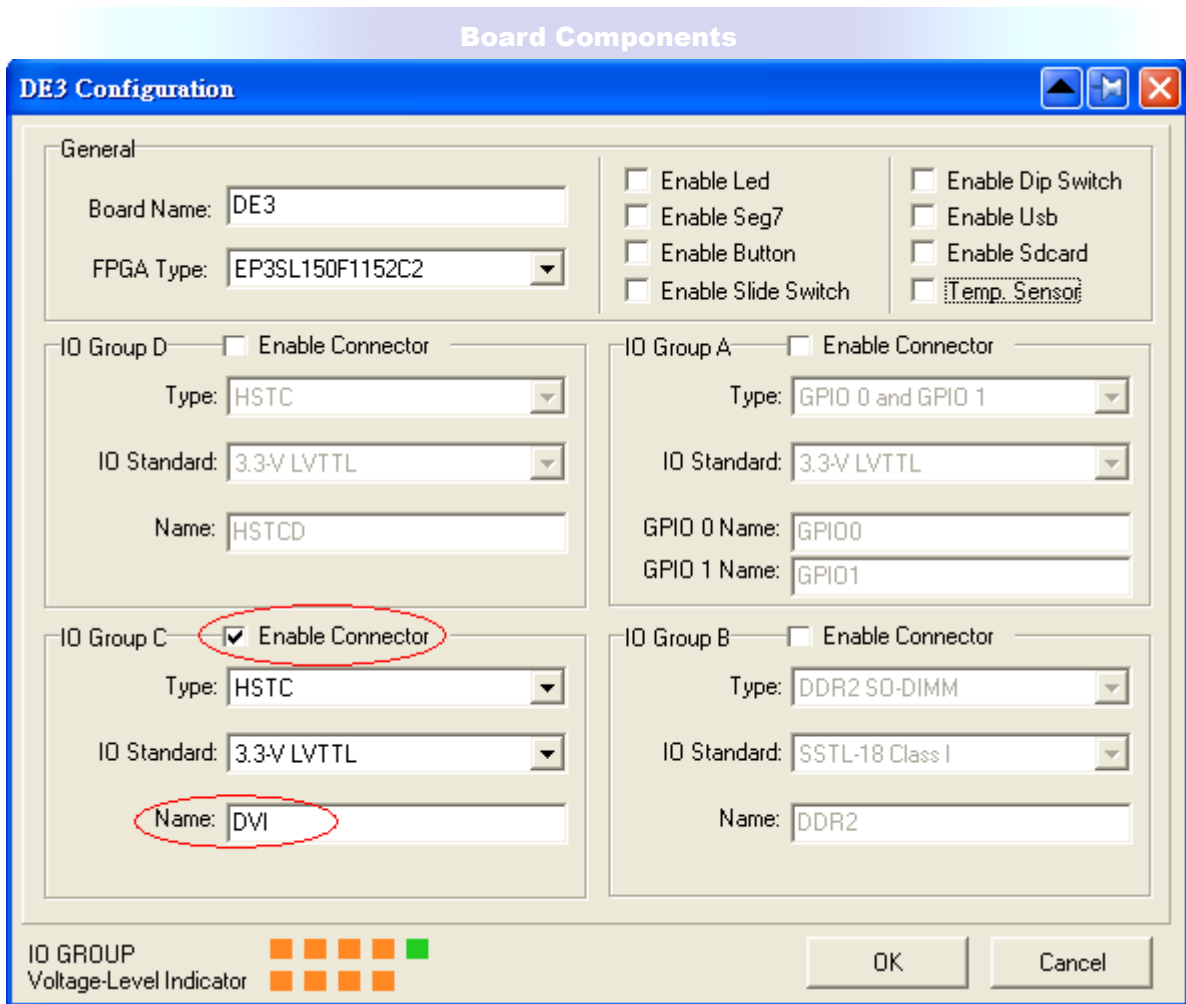 Board Components
DE3 Configuration
General
Board Name: DE3
FPGA Type: EP3SL150F1152C2
Enable Led
Enable Seg7
Enable Button
Enable Slide Switch
Enable Dip Switch
Enable Usb
Enable Sdcard
Temp. Sensor
IO Group D Enable Connector
Type: HSTC
IO Standard: 3.3-V LVTTL
Name: HSTCD
IO Group A Enable Connector
Type: GPIO 0 and GPIO 1
IO Standard: 3.3-V LVTTL
GPIO 0 Name: GPIO0
GPIO 1 Name: GPIO1
IO Group C Enable Connector
Type: HSTC
IO Standard: 3.3-V LVTTL
Name: DVI
IO Group B Enable Connector
Type: DDR2 SO-DIMM
IO Standard: SSTL-18 Class I
Name: DDR2
IO GROUP
Voltage-Level Indicator
OK
Cancel